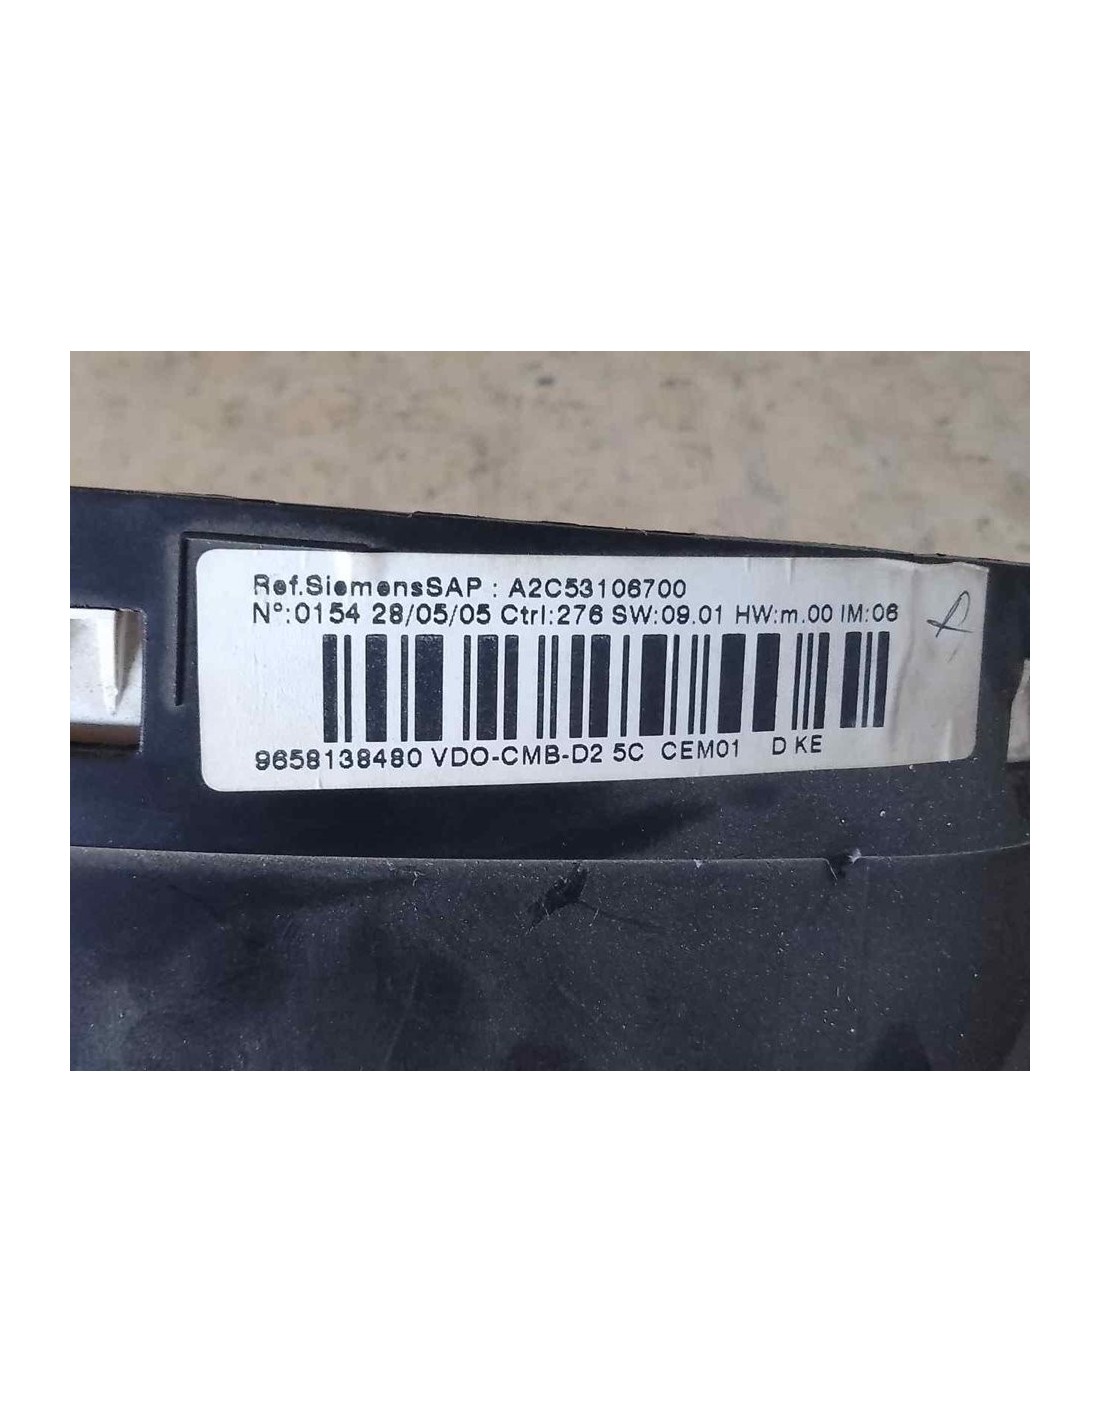 Ref.SiemensSAP : A2C53106700
N°:0154 28/05/05 Ctrl:276 SW:09.01 HW:m.00 IM:06
9658138480 VDO-CMB-D2 5C CEM01 D KE